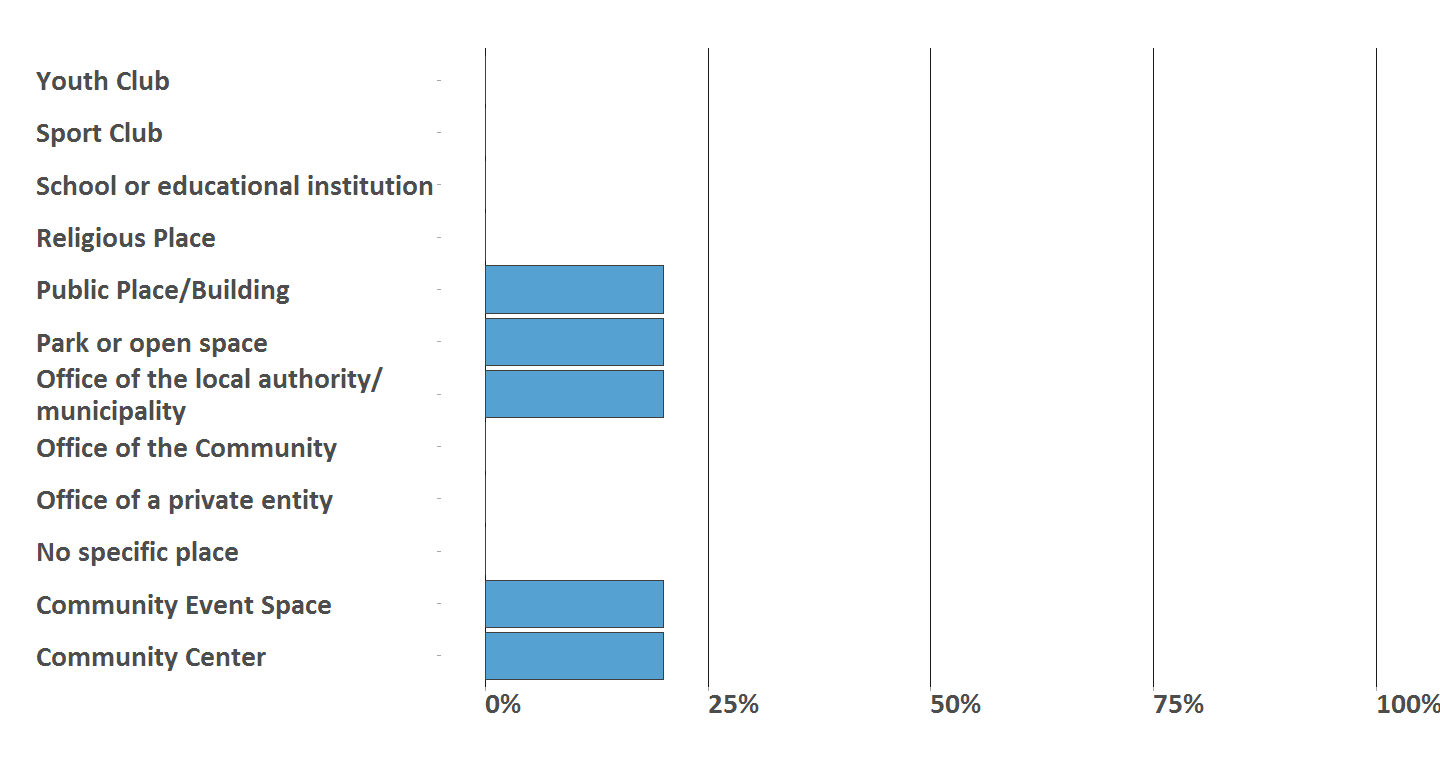 Youth Club
Sport Club
School or educational institution
Religious Place
Public Place/Building
Park or open space
Office of the local authority/
municipality
Office of the Community
Office of a private entity
No specific place
Community Event Space
Community Center
0% 25% 50% 75% 100%